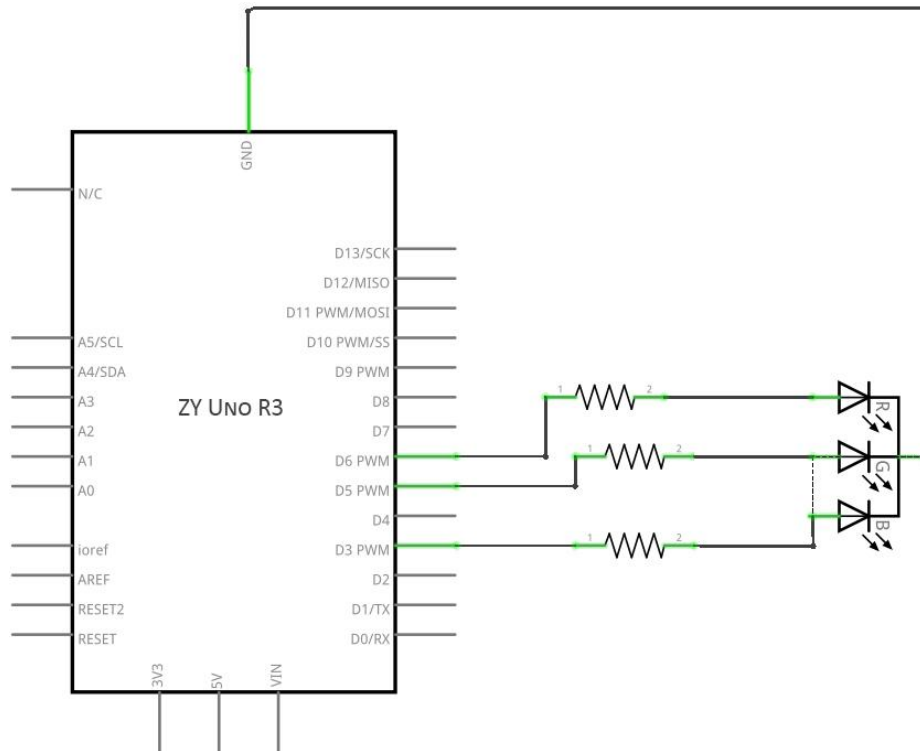 GND
N/C
D13/SCK
D12/MISO
D11 PWM/MOSI
A5/SCL
D10 PWM/SS
A4/SDA
D9 PWM
A3
ZY UNO R3
D8
1
2
R
A2
D7
A1
D6 PWM
1
2
G
A0
D5 PWM
D4
B
ioref
D3 PWM
1
2
AREF
D2
RESET2
D1/TX
RESET
D0/RX
3V3
5V
VIN